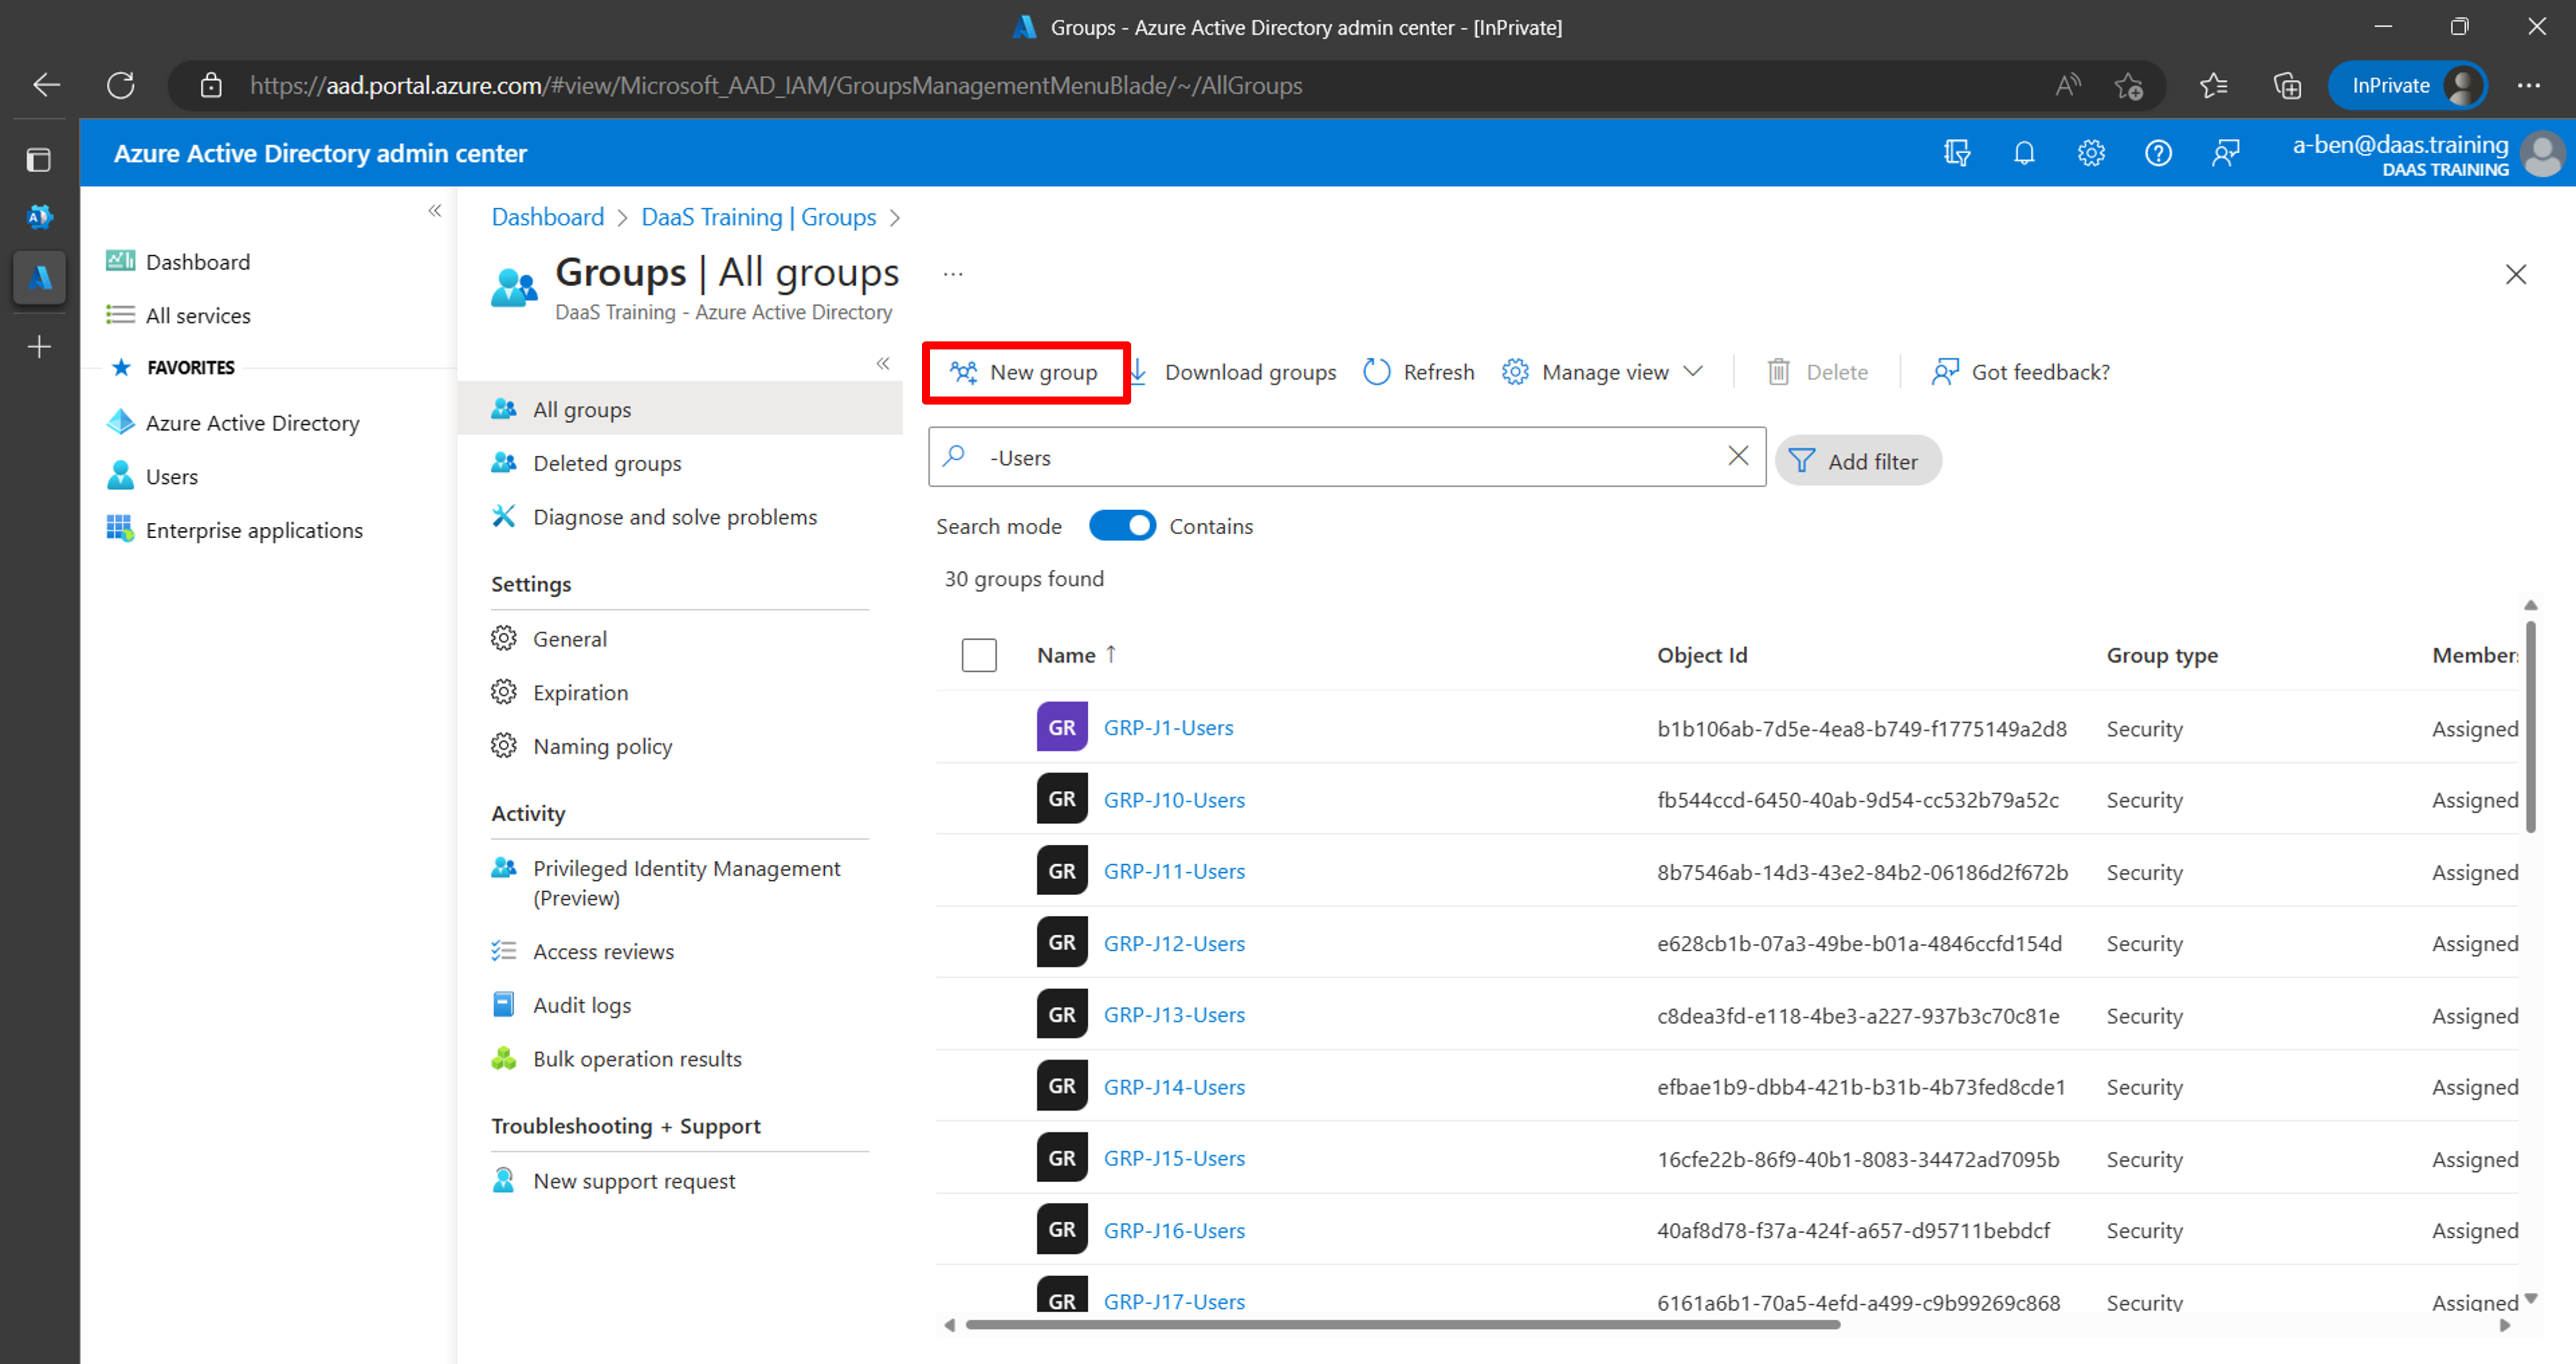 Groups - Azure Active Directory admin center - [InPrivate]
https://aad.portal.azure.com/#view/Microsoft_AAD_IAM/GroupsManagementMenuBlade/~/AllGroups
InPrivate
Azure Active Directory admin center
a-ben@daas.training
DAAS TRAINING
Dashboard
All services
FAVORITES
Azure Active Directory
Users
Enterprise applications
Dashboard > DaaS Training | Groups >
Groups | All groups ...
DaaS Training - Azure Active Directory
All groups
Deleted groups
Diagnose and solve problems
Settings
General
Expiration
Naming policy
Activity
Privileged Identity Management
(Preview)
Access reviews
Audit logs
Bulk operation results
Troubleshooting + Support
New support request
New group Download groups Refresh Manage view Delete Got feedback?
-Users
Add filter
Search mode Contains
30 groups found
Name ↑ Object Id Group type Members
GR GRP-J1-Users b1b106ab-7d5e-4ea8-b749-f1775149a2d8 Security Assigned
GR GRP-J10-Users fb544ccd-6450-40ab-9d54-cc532b79a52c Security Assigned
GR GRP-J11-Users 8b7546ab-14d3-43e2-84b2-06186d2f672b Security Assigned
GR GRP-J12-Users e628cb1b-07a3-49be-b01a-4846ccfd154d Security Assigned
GR GRP-J13-Users c8dea3fd-e118-4be3-a227-937b3c70c81e Security Assigned
GR GRP-J14-Users efbae1b9-dbb4-421b-b31b-4b73fed8cde1 Security Assigned
GR GRP-J15-Users 16cfe22b-86f9-40b1-8083-34472ad7095b Security Assigned
GR GRP-J16-Users 40af8d78-f37a-424f-a657-d95711bebdcf Security Assigned
GR GRP-J17-Users 6161a6b1-70a5-4efd-a499-c9b99269c868 Security Assigned